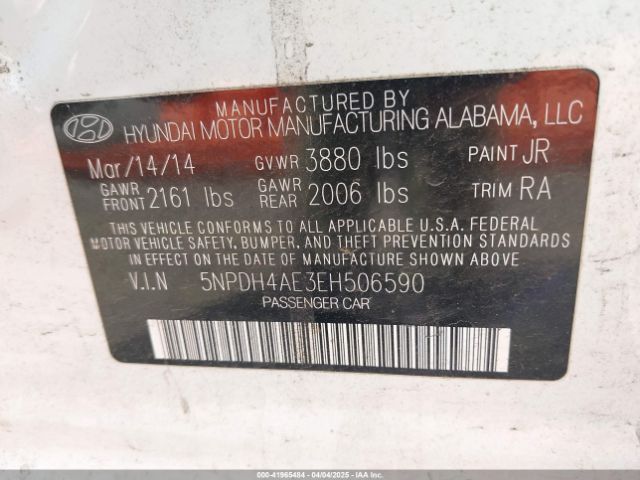 MANUFACTURED BY
HYUNDAI MOTOR MANUFACTURING ALABAMA, LLC
Mar/14/14 GVWR 3880 lbs PAINT JR
GAWR FRONT 2161 lbs GAWR REAR 2006 lbs TRIM RA
THIS VEHICLE CONFORMS TO ALL APPLICABLE U.S.A. FEDERAL
MOTOR VEHICLE SAFETY, BUMPER, AND THEFT PREVENTION STANDARDS
IN EFFECT ON THE DATE OF MANUFACTURE SHOWN ABOVE.
V.I.N 5NPDH4AE3EH506590
PASSENGER CAR
000-41965484 - 04/04/2025 - IAAI.COM